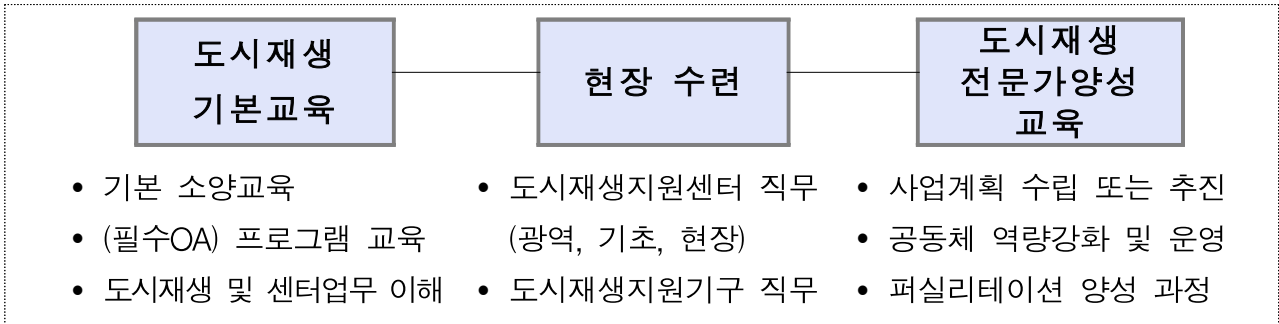 도시재생
기본교육
현장 수련
도시재생
전문가양성
교육
• 기본 소양교육
• (필수OA) 프로그램 교육
• 도시재생 및 센터업무 이해
• 도시재생지원센터 직무
(광역, 기초, 현장)
• 도시재생지원기구 직무
• 사업계획 수립 또는 추진
• 공동체 역량강화 및 운영
• 퍼실리테이션 양성 과정